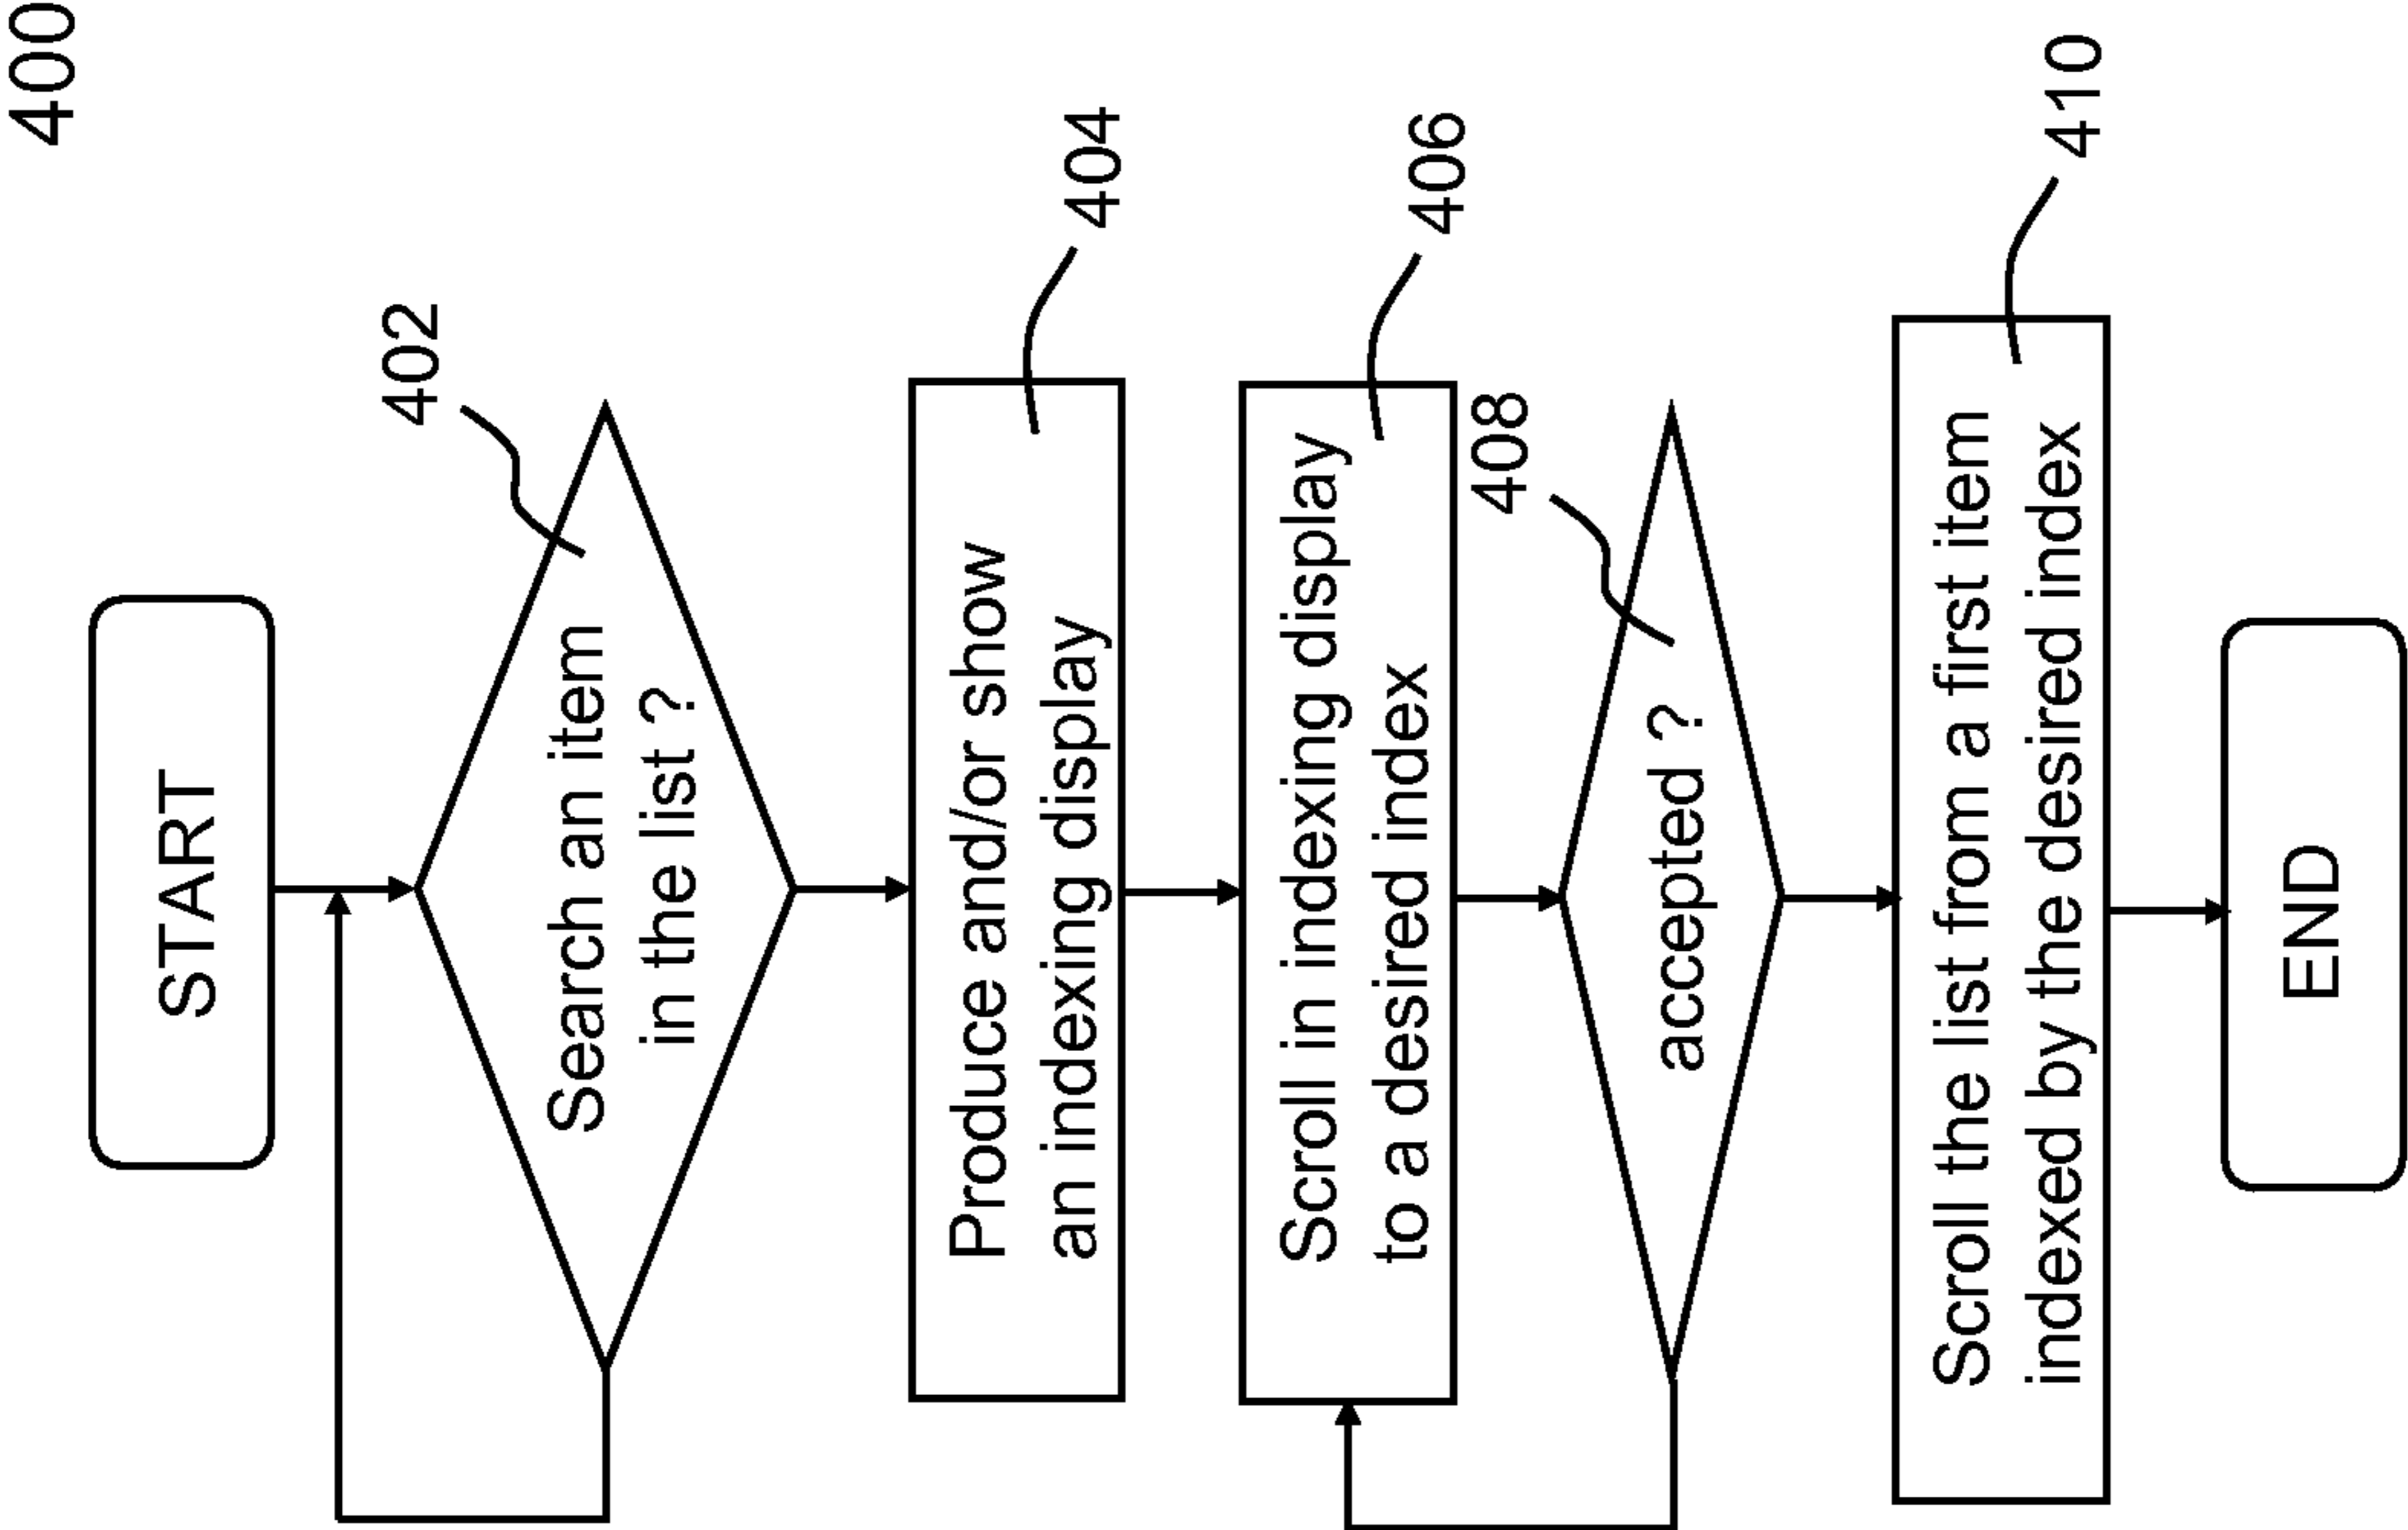 400
START
402
Search an item
in the list ?
404
Produce and/or show
an indexing display
406
Scroll in indexing display
to a desired index
408
accepted ?
410
Scroll the list from a first item
indexed by the desired index
END